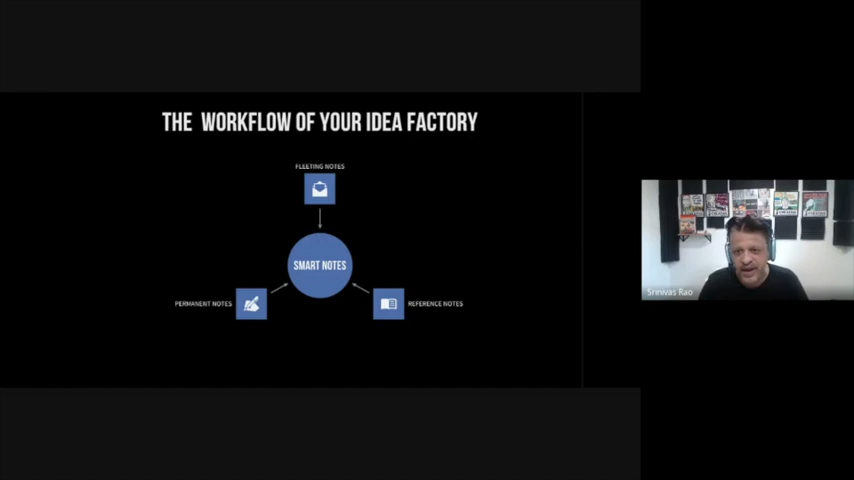 THE WORKFLOW OF YOUR IDEA FACTORY
FLEETING NOTES
SMART NOTES
PERMANENT NOTES
REFERENCE NOTES
Srinivas Rao